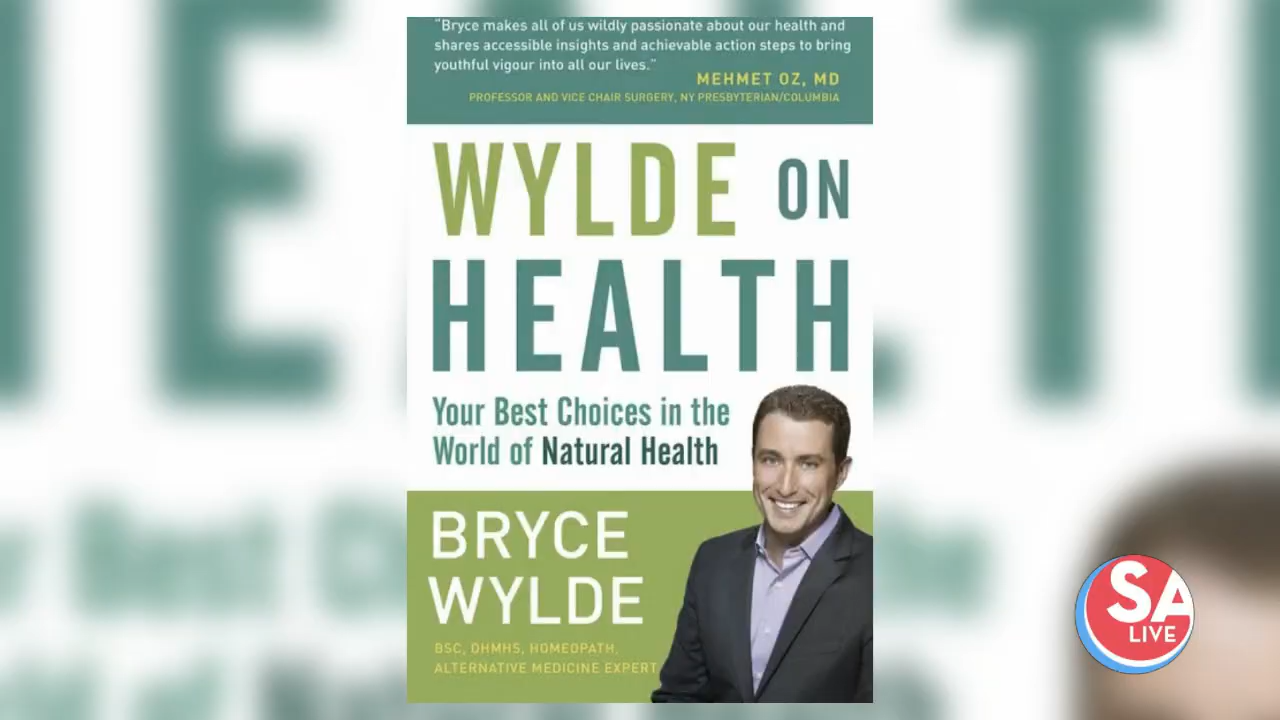 "Bryce makes all of us wildly passionate about our health and
shares accessible insights and achievable action steps to bring
youthful vigour into all our lives."
MEHMET OZ, MD
PROFESSOR AND VICE CHAIR SURGERY, NY PRESBYTERIAN/COLUMBIA
WYLDE ON
HEALTH
Your Best Choices in the
World of Natural Health
BRYCE
WYLDE
BSC, DHMHS, HOMEOPATH,
ALTERNATIVE MEDICINE EXPERT
SA
LIVE